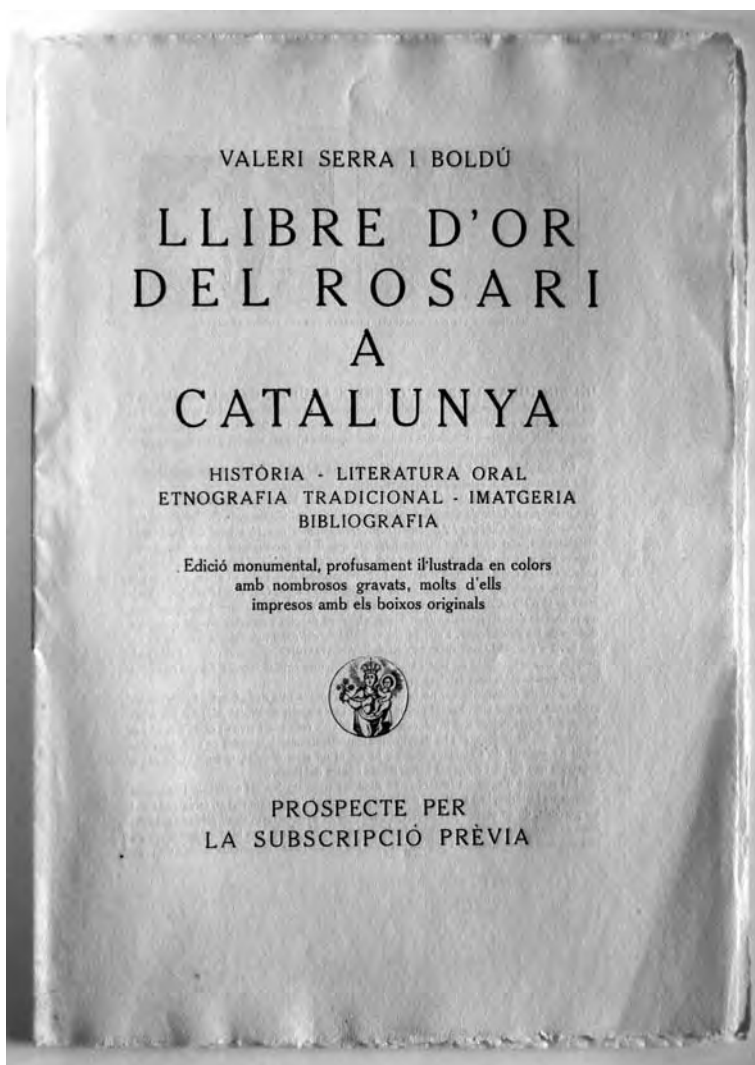 VALERI SERRA I BOLDÚ
LLIBRE D'OR
DEL ROSARI
A
CATALUNYA
HISTÒRIA - LITERATURA ORAL
ETNOGRAFIA TRADICIONAL - IMATGERIA
BIBLIOGRAFIA
Edició monumental, profusament il·lustrada en colors
amb nombrosos gravats, molts d'ells
impresos amb els boixos originals
PROSPECTE PER
LA SUBSCRIPCIÓ PRÈVIA